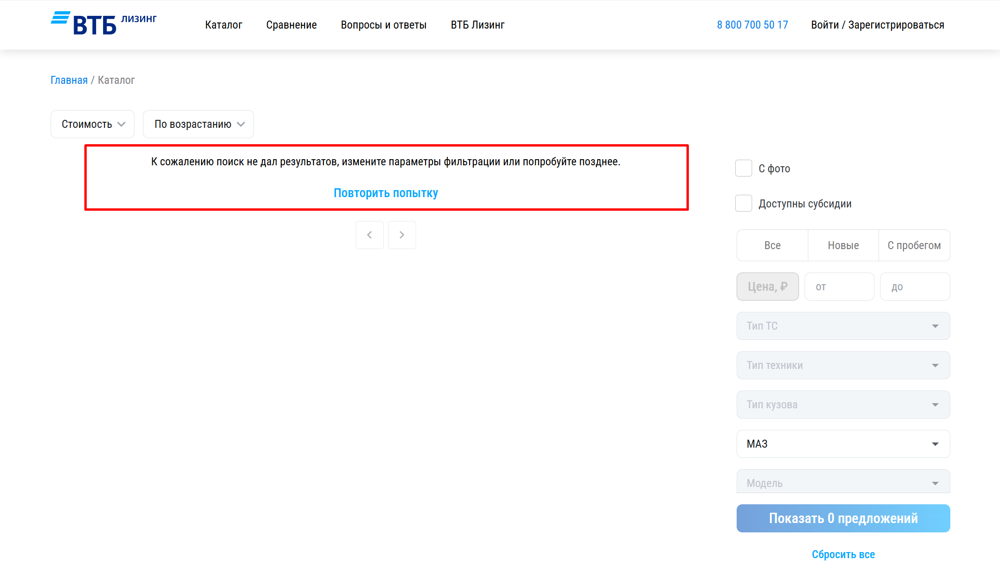 ВТБ ЛИЗИНГ
Каталог
Сравнение
Вопросы и ответы
ВТБ Лизинг
8 800 700 50 17
Войти / Зарегистрироваться
Главная / Каталог
Стоимость
По возрастанию
К сожалению поиск не дал результатов, измените параметры фильтрации или попробуйте позднее.
Повторить попытку
С фото
Доступны субсидии
Все
Новые
С пробегом
Цена, ₽
от
до
Тип ТС
Тип техники
Тип кузова
МАЗ
Модель
Показать 0 предложений
Сбросить все